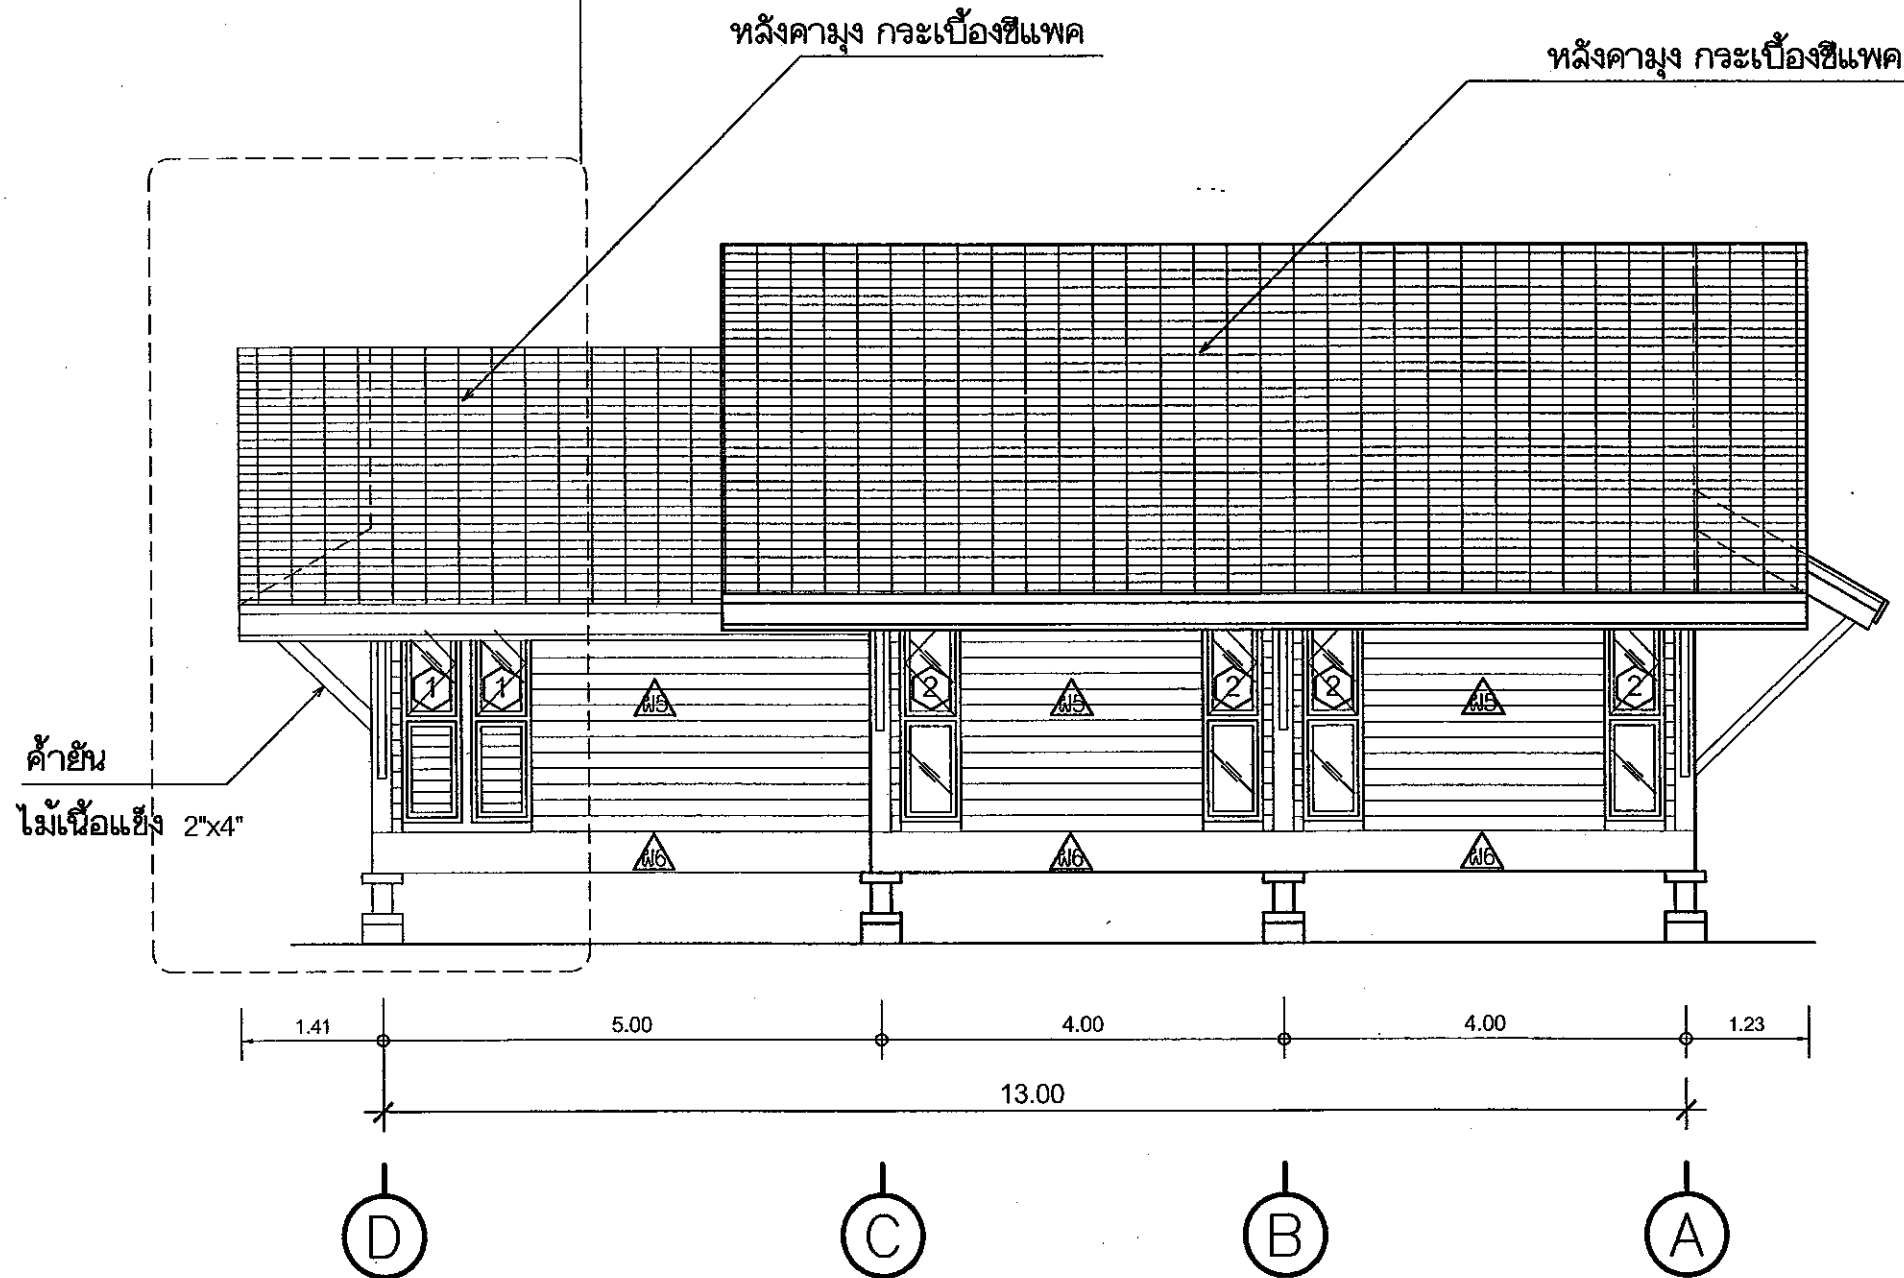 หลังคามุง กระเบื้องซีแพค
หลังคามุง กระเบื้องซีแพค
1 1 2 2 2 2
ผ5 ผ5 ผ5
ค้ำยัน
ไม้เนื้อแข็ง 2"x4"
ผ6 ผ6 ผ6
1.41 5.00 4.00 4.00 1.23
13.00
D C B A